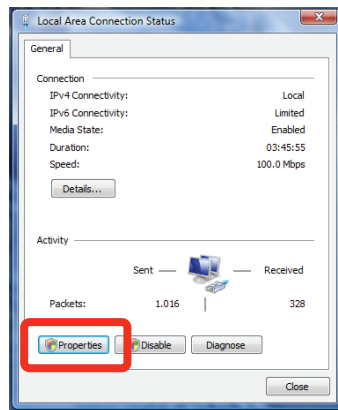 Local Area Connection Status
General
Connection
IPv4 Connectivity: Local
IPv6 Connectivity: Limited
Media State: Enabled
Duration: 03:45:55
Speed: 100.0 Mbps
Details...
Activity
Sent Received
Packets: 1.016 328
Properties Disable Diagnose
Close